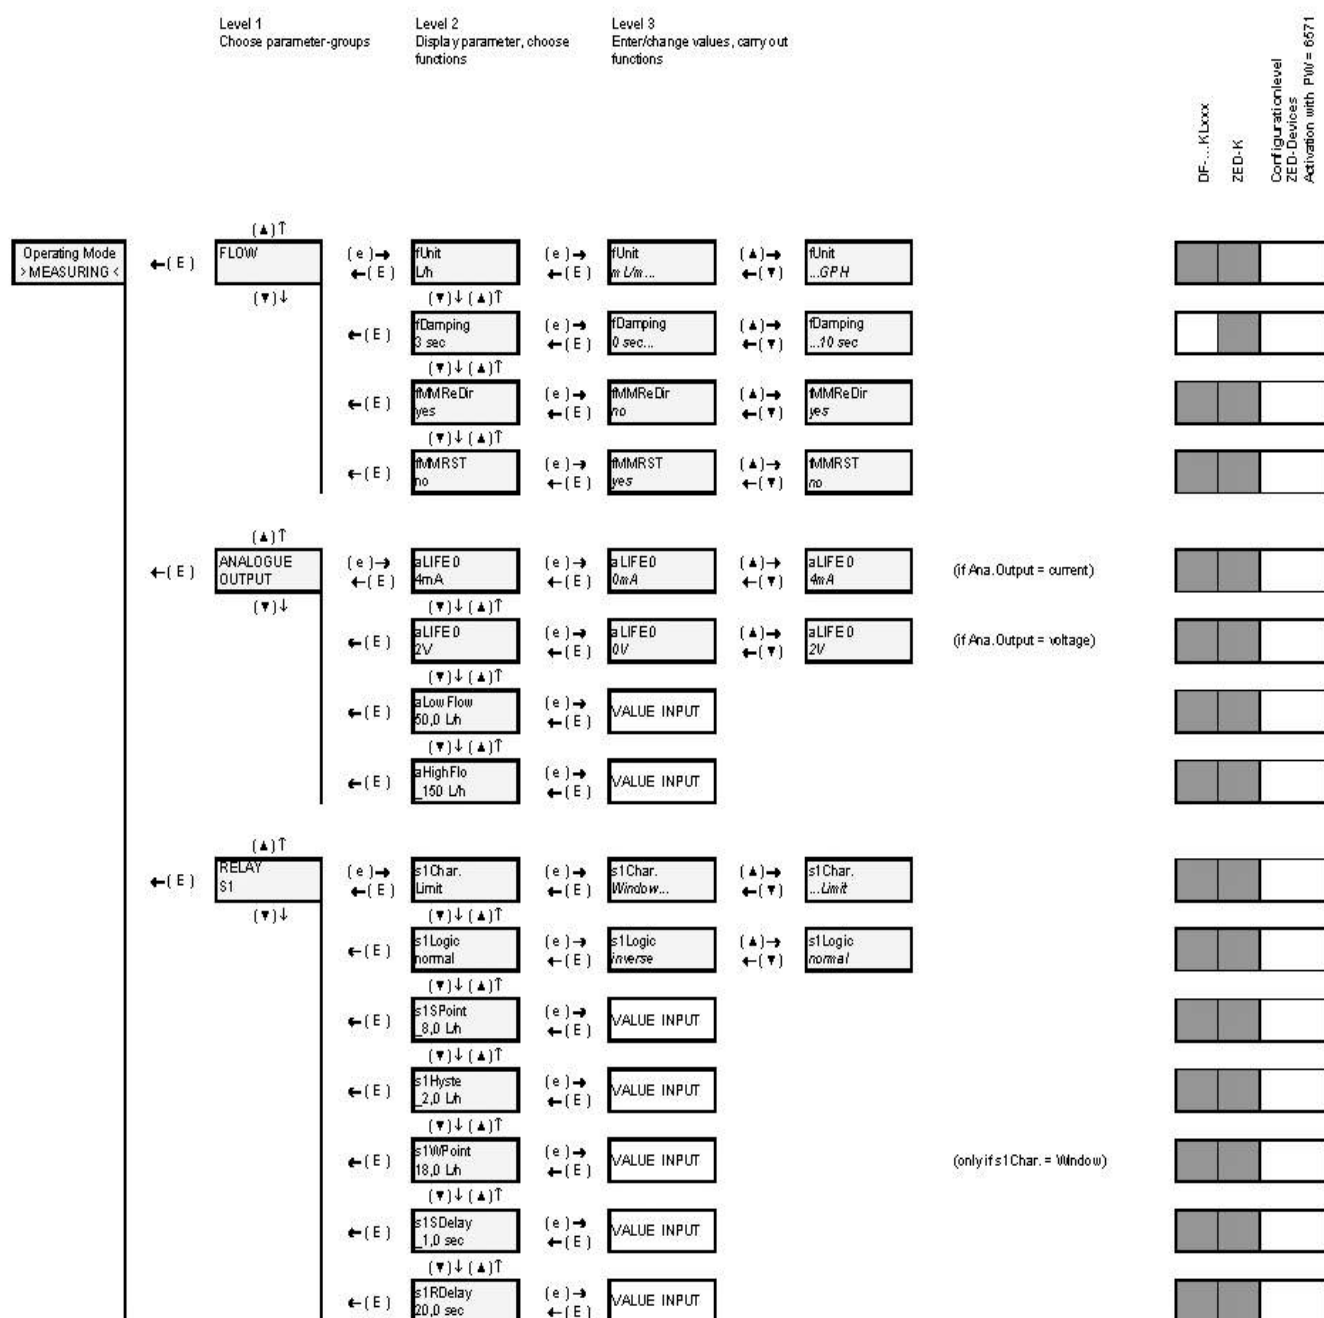 Level 1
Choose parameter-groups
Level 2
Display parameter, choose
functions
Level 3
Enter/change values, carry out
functions
DF-...KLxxx
ZED-K
Configurationlevel
ZED-Devices
Activation with PW = 6571
(▲)↑
Operating Mode
> MEASURING <
←( E )
FLOW
( e )→
←( E )
fUnit
L/h
( e )→
←( E )
fUnit
mL/m...
(▲)→
←(▼)
fUnit
...GPH
(▼)↓
(▼)↓(▲)↑
←( E )
fDamping
3 sec
( e )→
←( E )
fDamping
0 sec...
(▲)→
←(▼)
fDamping
...10 sec
(▼)↓(▲)↑
←( E )
fMMReDir
yes
( e )→
←( E )
fMMReDir
no
(▲)→
←(▼)
fMMReDir
yes
(▼)↓(▲)↑
←( E )
fMMRST
no
( e )→
←( E )
fMMRST
yes
(▲)→
←(▼)
fMMRST
no
(▲)↑
←( E )
ANALOGUE
OUTPUT
( e )→
←( E )
aLIFE0
4mA
( e )→
←( E )
aLIFE0
0mA
(▲)→
←(▼)
aLIFE0
4mA
(if Ana.Output = current)
(▼)↓
(▼)↓(▲)↑
←( E )
aLIFE0
2V
( e )→
←( E )
aLIFE0
0V
(▲)→
←(▼)
aLIFE0
2V
(if Ana.Output = voltage)
(▼)↓(▲)↑
←( E )
aLowFlow
50,0 L/h
( e )→
←( E )
VALUE INPUT
(▼)↓(▲)↑
←( E )
aHighFlo
_150 L/h
( e )→
←( E )
VALUE INPUT
(▲)↑
←( E )
RELAY
S1
( e )→
←( E )
s1Char.
Limit
( e )→
←( E )
s1Char.
Window...
(▲)→
←(▼)
s1Char.
...Limit
(▼)↓
(▼)↓(▲)↑
←( E )
s1Logic
normal
( e )→
←( E )
s1Logic
inverse
(▲)→
←(▼)
s1Logic
normal
(▼)↓(▲)↑
←( E )
s1SPoint
_8,0 L/h
( e )→
←( E )
VALUE INPUT
(▼)↓(▲)↑
←( E )
s1Hyste
_2,0 L/h
( e )→
←( E )
VALUE INPUT
(▼)↓(▲)↑
←( E )
s1WPoint
18,0 L/h
( e )→
←( E )
VALUE INPUT
(only if s1Char. = Window)
(▼)↓(▲)↑
←( E )
s1SDelay
_1,0 sec
( e )→
←( E )
VALUE INPUT
(▼)↓(▲)↑
←( E )
s1RDelay
20,0 sec
( e )→
←( E )
VALUE INPUT